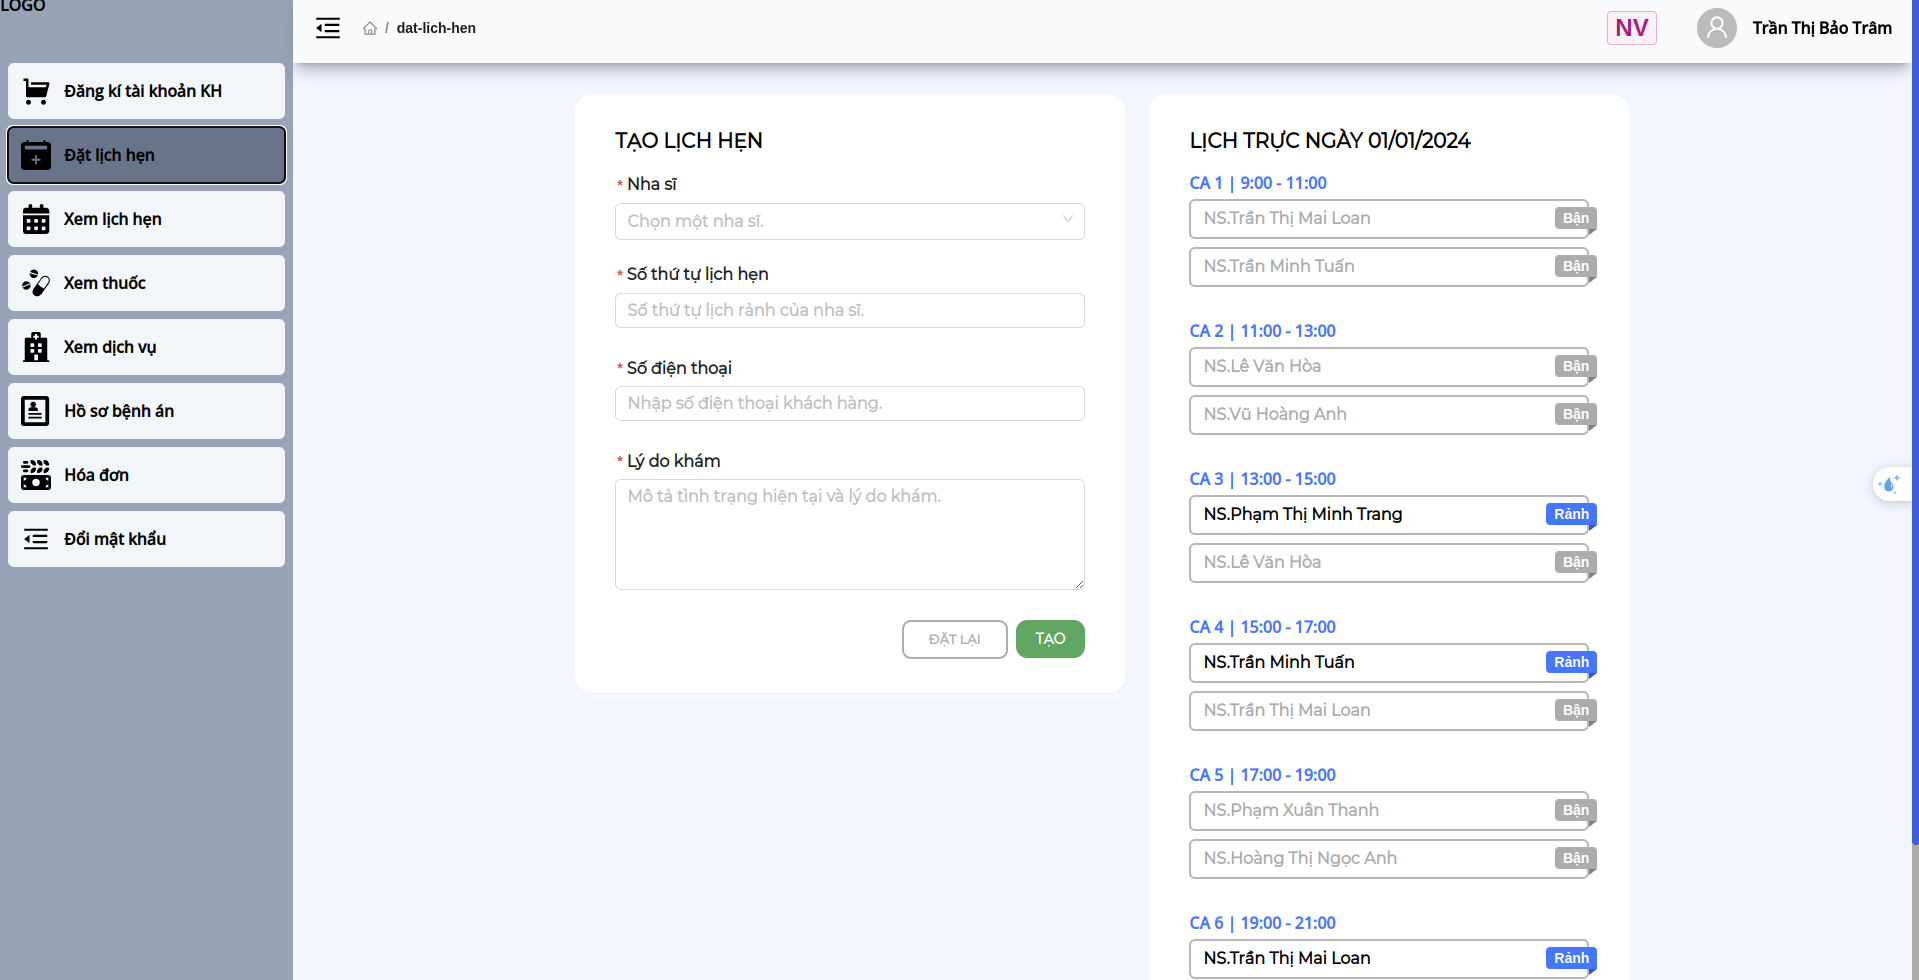 LOGO
Đăng kí tài khoản KH
Đặt lịch hẹn
Xem lịch hẹn
Xem thuốc
Xem dịch vụ
Hồ sơ bệnh án
Hóa đơn
Đổi mật khẩu
/ dat-lich-hen
NV
Trần Thị Bảo Trâm
TẠO LỊCH HẸN
* Nha sĩ
Chọn một nha sĩ.
* Số thứ tự lịch hẹn
Số thứ tự lịch rảnh của nha sĩ.
* Số điện thoại
Nhập số điện thoại khách hàng.
* Lý do khám
Mô tả tình trạng hiện tại và lý do khám.
ĐẶT LẠI
TẠO
LỊCH TRỰC NGÀY 01/01/2024
CA 1 | 9:00 - 11:00
NS.Trần Thị Mai Loan Bận
NS.Trần Minh Tuấn Bận
CA 2 | 11:00 - 13:00
NS.Lê Văn Hòa Bận
NS.Vũ Hoàng Anh Bận
CA 3 | 13:00 - 15:00
NS.Phạm Thị Minh Trang Rảnh
NS.Lê Văn Hòa Bận
CA 4 | 15:00 - 17:00
NS.Trần Minh Tuấn Rảnh
NS.Trần Thị Mai Loan Bận
CA 5 | 17:00 - 19:00
NS.Phạm Xuân Thanh Bận
NS.Hoàng Thị Ngọc Anh Bận
CA 6 | 19:00 - 21:00
NS.Trần Thị Mai Loan Rảnh